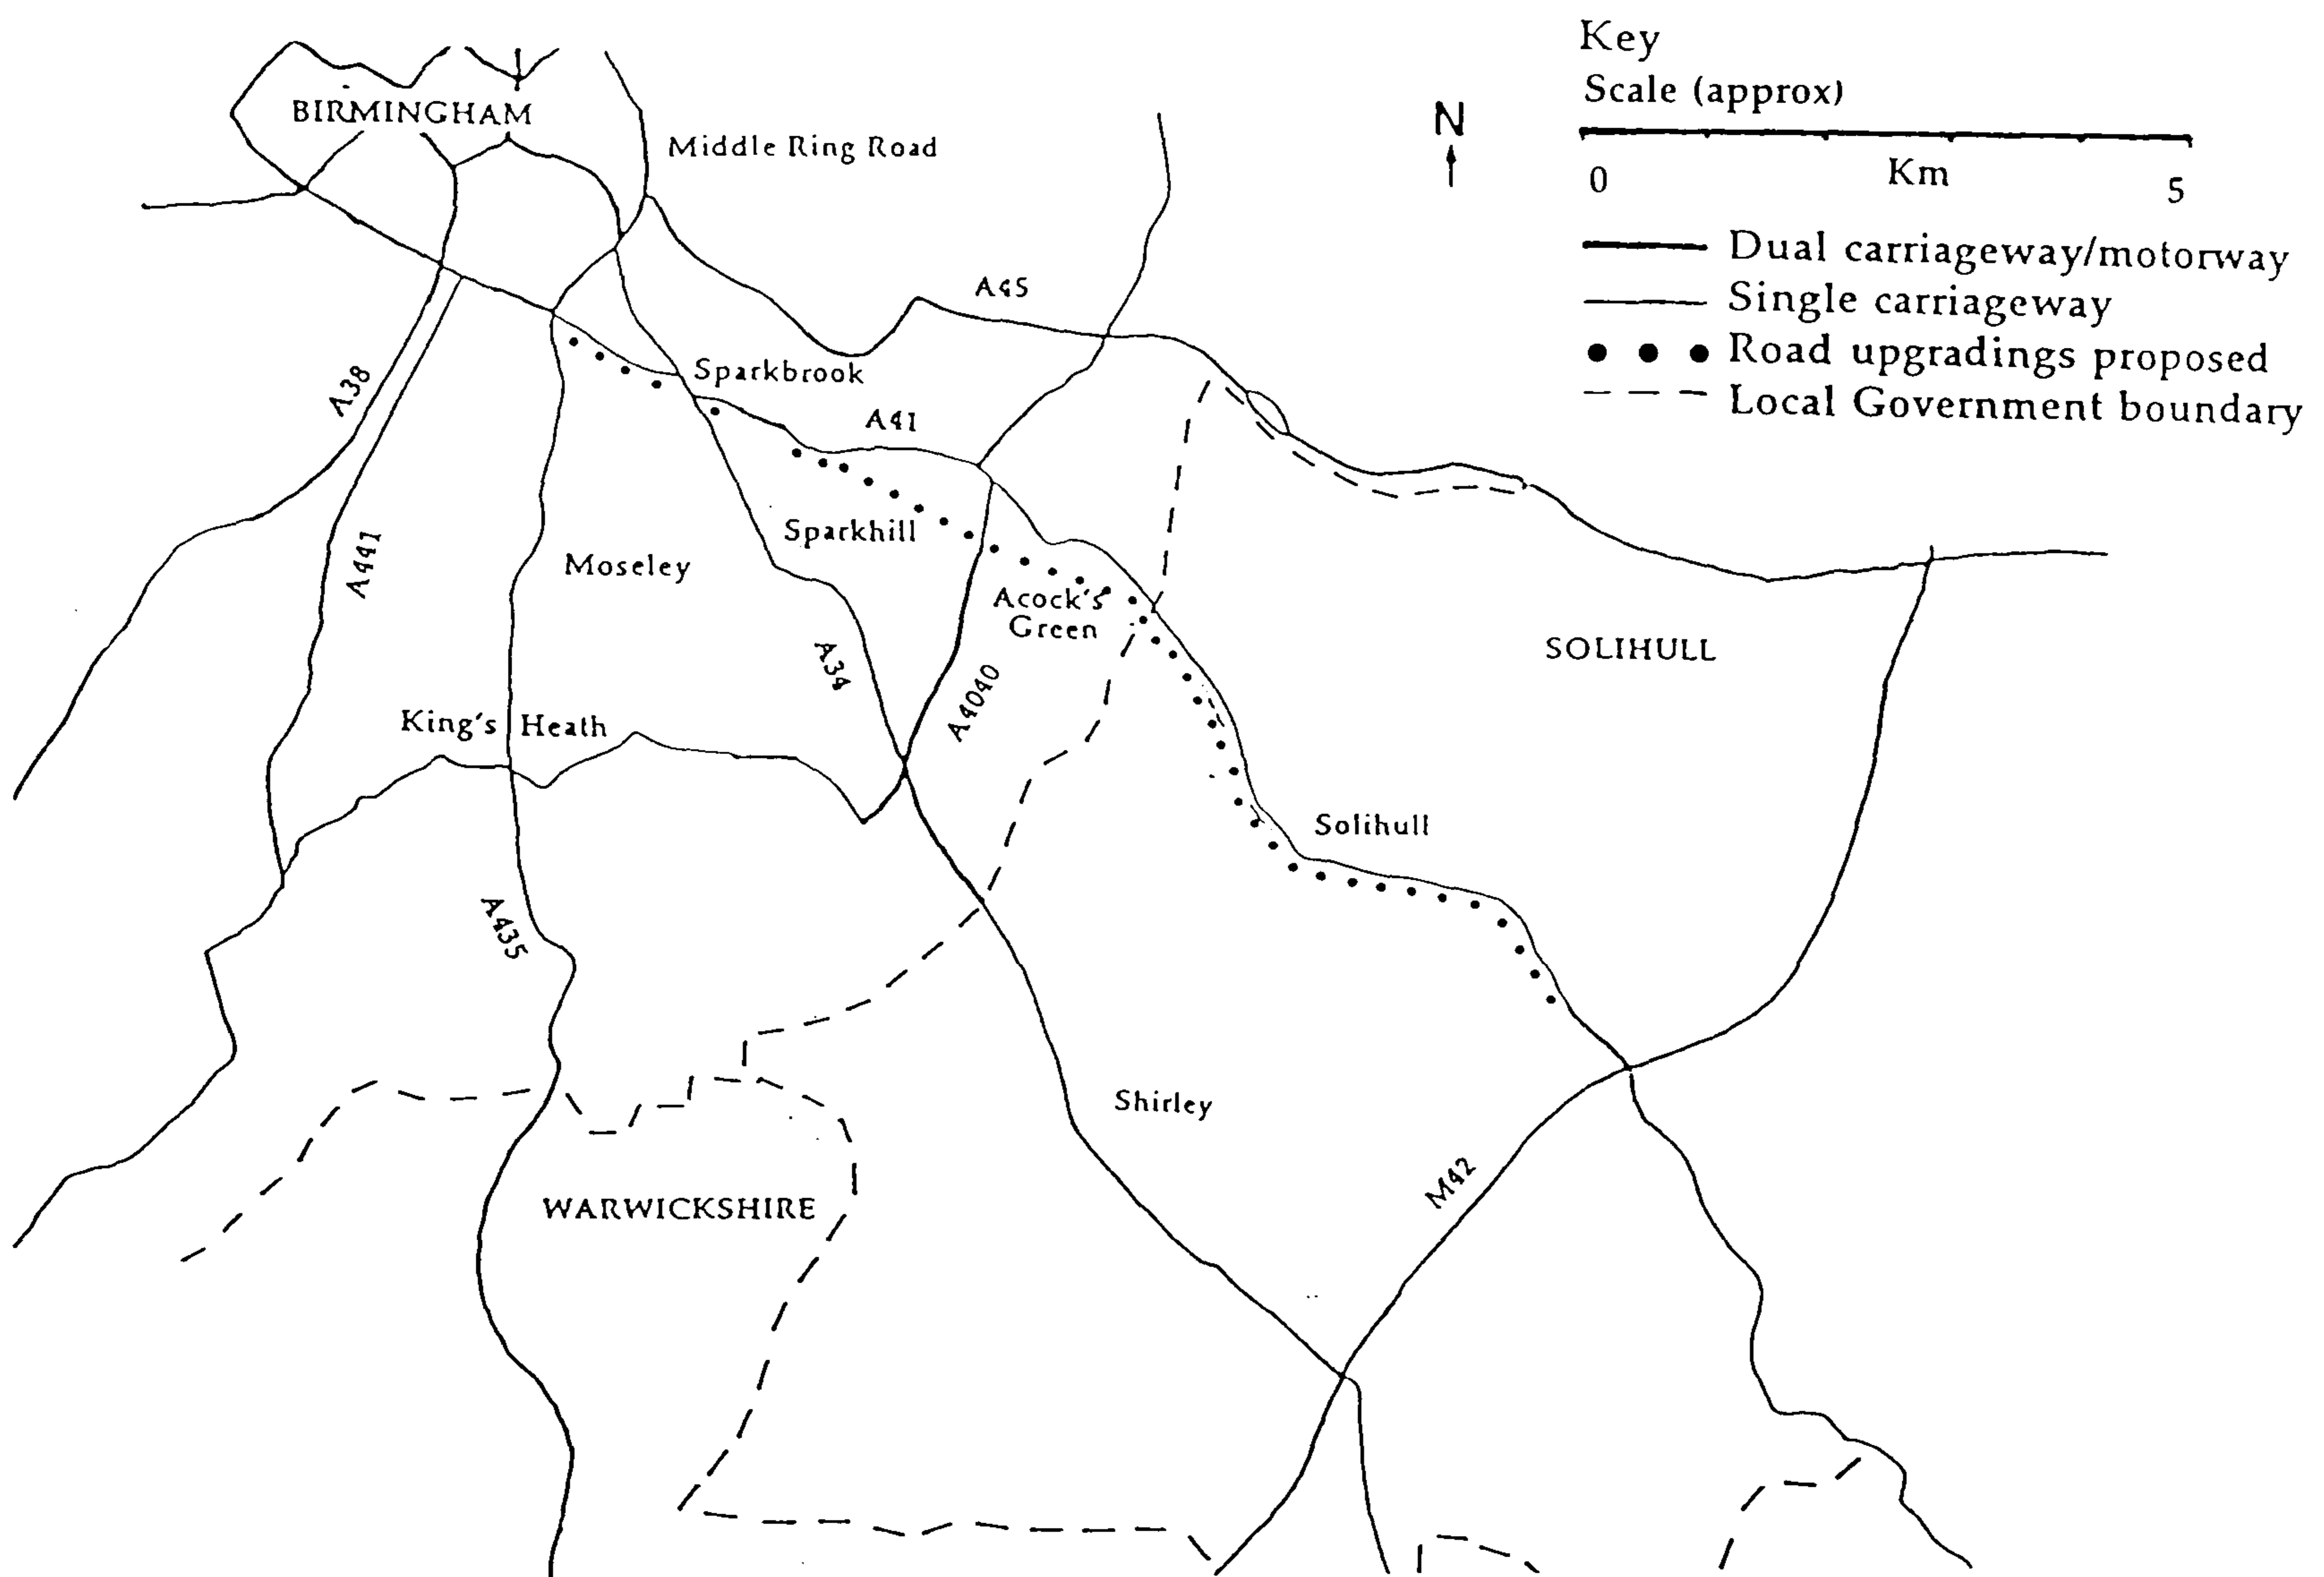 Key
Scale (approx)
0 Km 5
Dual carriageway/motorway
Single carriageway
Road upgradings proposed
Local Government boundary
N
BIRMINGHAM
Middle Ring Road
A45
Sparkbrook
A38
A41
Sparkhill
A441
Moseley
Acock's
Green
SOLIHULL
A34
A4040
King's Heath
Solihull
A435
Shirley
M42
WARWICKSHIRE